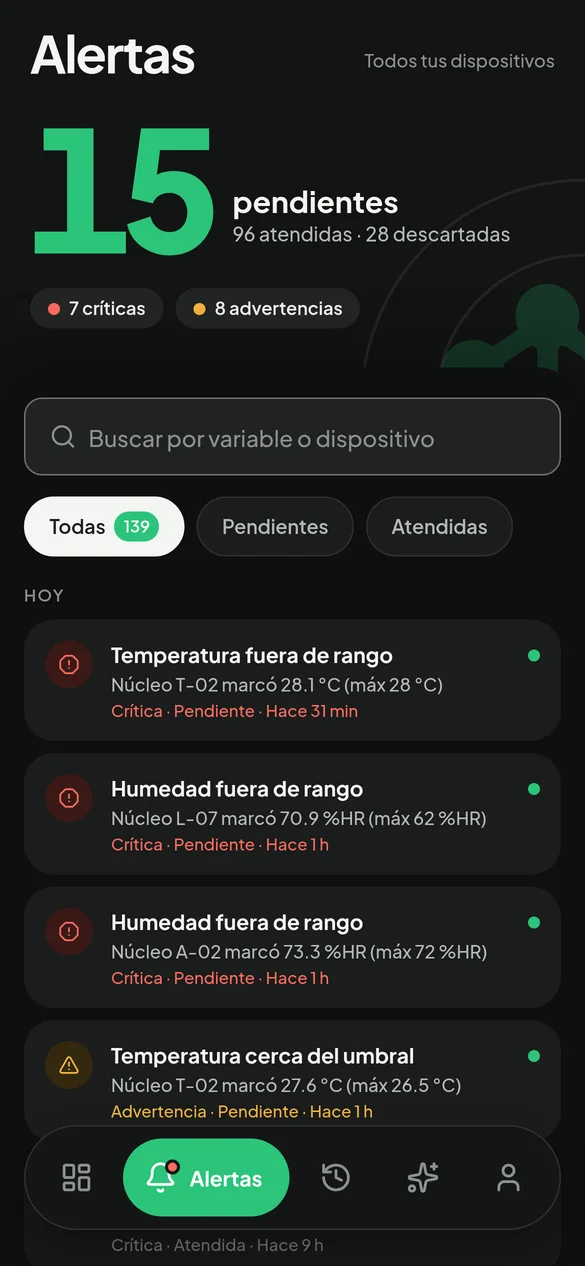 Alertas
Todos tus dispositivos
15
pendientes
96 atendidas · 28 descartadas
7 críticas
8 advertencias
Buscar por variable o dispositivo
Todas 139
Pendientes
Atendidas
HOY
Temperatura fuera de rango
Núcleo T-02 marcó 28.1 °C (máx 28 °C)
Crítica · Pendiente · Hace 31 min
Humedad fuera de rango
Núcleo L-07 marcó 70.9 %HR (máx 62 %HR)
Crítica · Pendiente · Hace 1 h
Humedad fuera de rango
Núcleo A-02 marcó 73.3 %HR (máx 72 %HR)
Crítica · Pendiente · Hace 1 h
Temperatura cerca del umbral
Núcleo T-02 marcó 27.6 °C (máx 26.5 °C)
Advertencia · Pendiente · Hace 1 h
Alertas
Crítica · Atendida · Hace 9 h